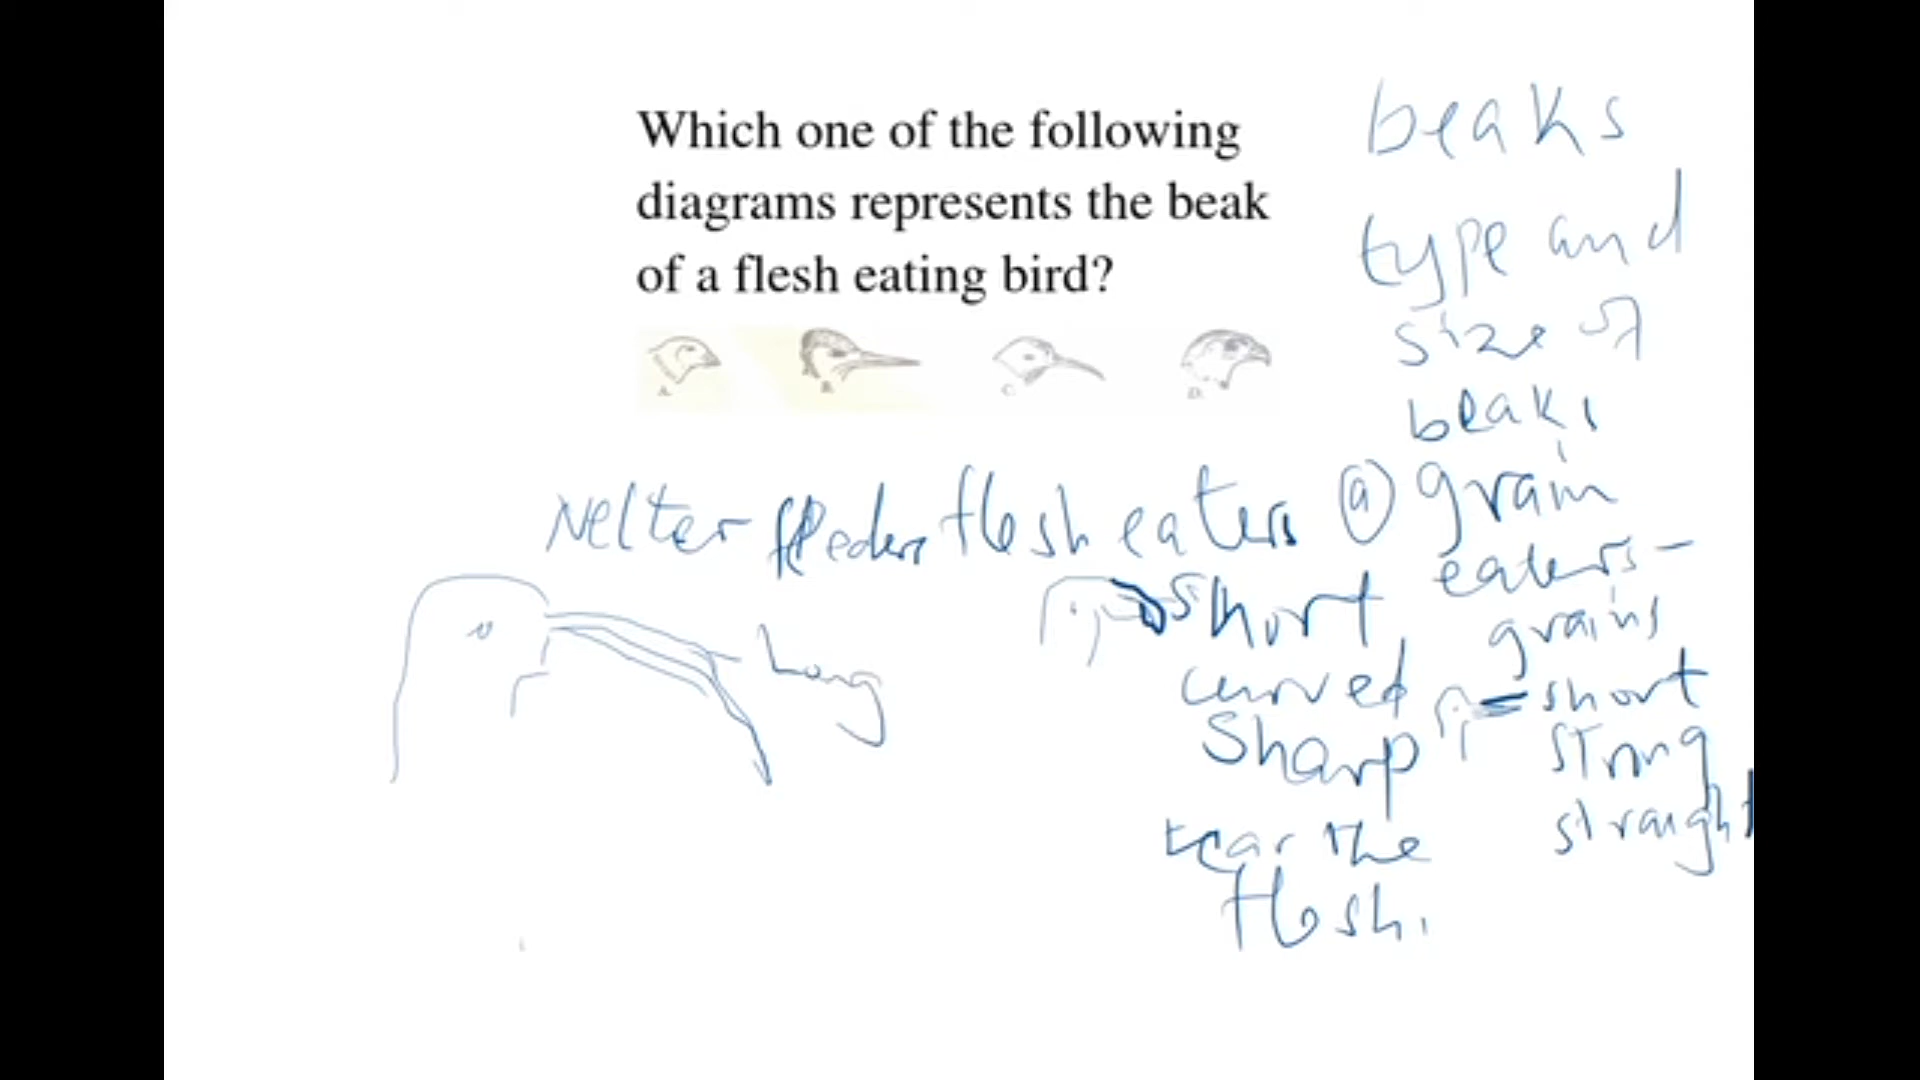 Which one of the following
diagrams represents the beak
of a flesh eating bird?
A.
B.
C.
D.
beaks
type and
size of
beaks
Nelter feeders
Long
flesh eaters
short
curved
Sharp
tear the
flesh.
a grain
eaters -
grains
short
strong
straight